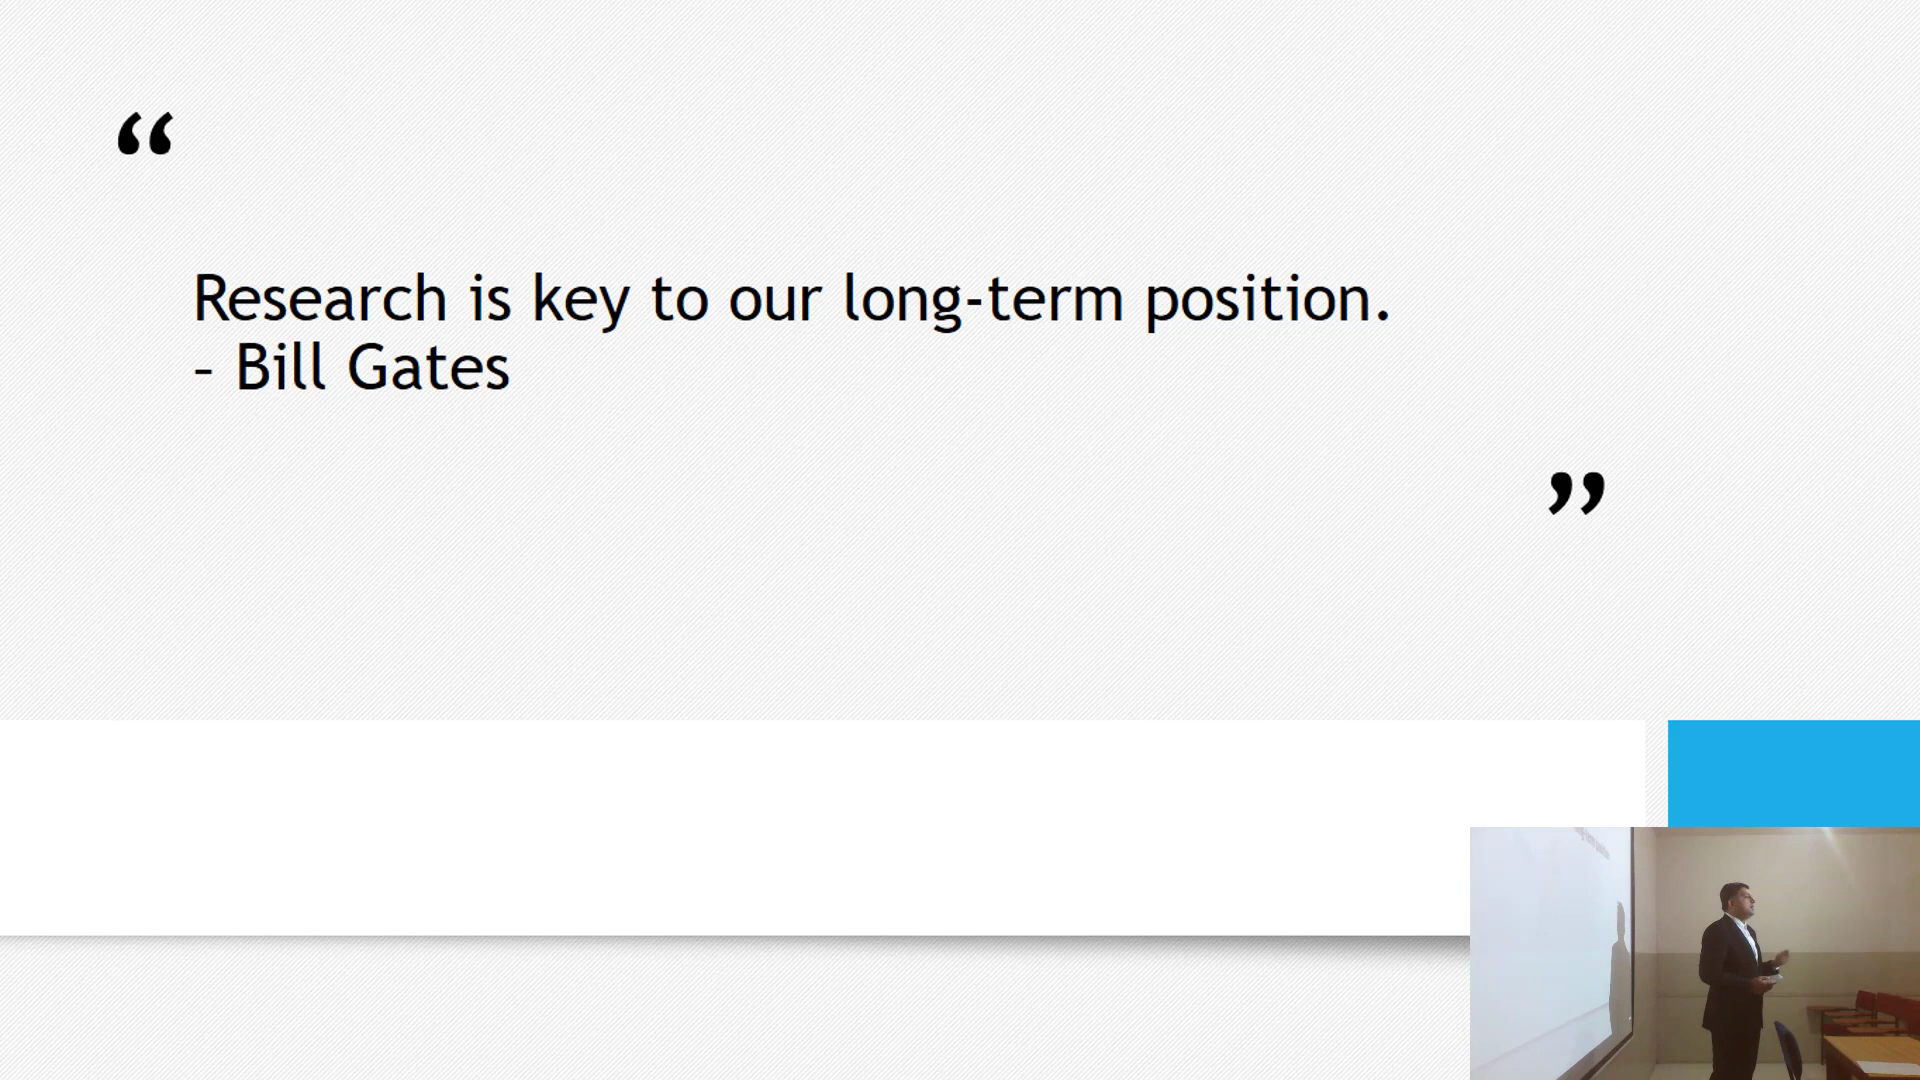 “
Research is key to our long-term position.
– Bill Gates
”